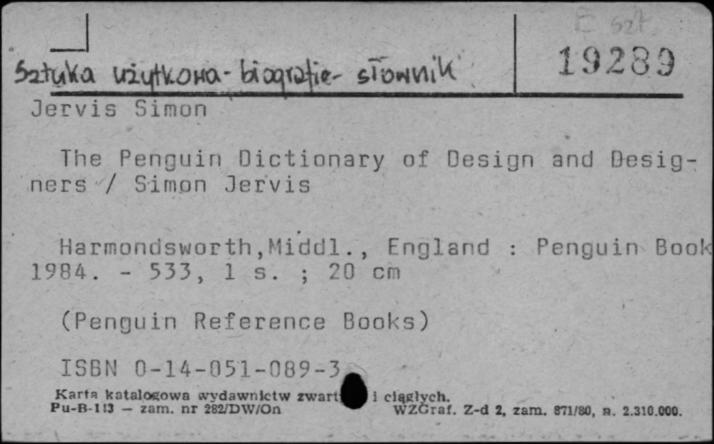 E szt.
19289
sztuka użytkowa - biografie - słownik
Jervis Simon
The Penguin Dictionary of Design and Desig-
ners / Simon Jervis
Harmondsworth,Middl., England : Penguin Book
1984. - 533, 1 s. ; 20 cm
(Penguin Reference Books)
ISBN 0-14-051-089-3
Karta katalogowa wydawnictw zwart i ciągłych.
Pu-B-113 — zam. nr 282/DW/On WZGraf. Z-d 2, zam. 871/80, n. 2.310.000.